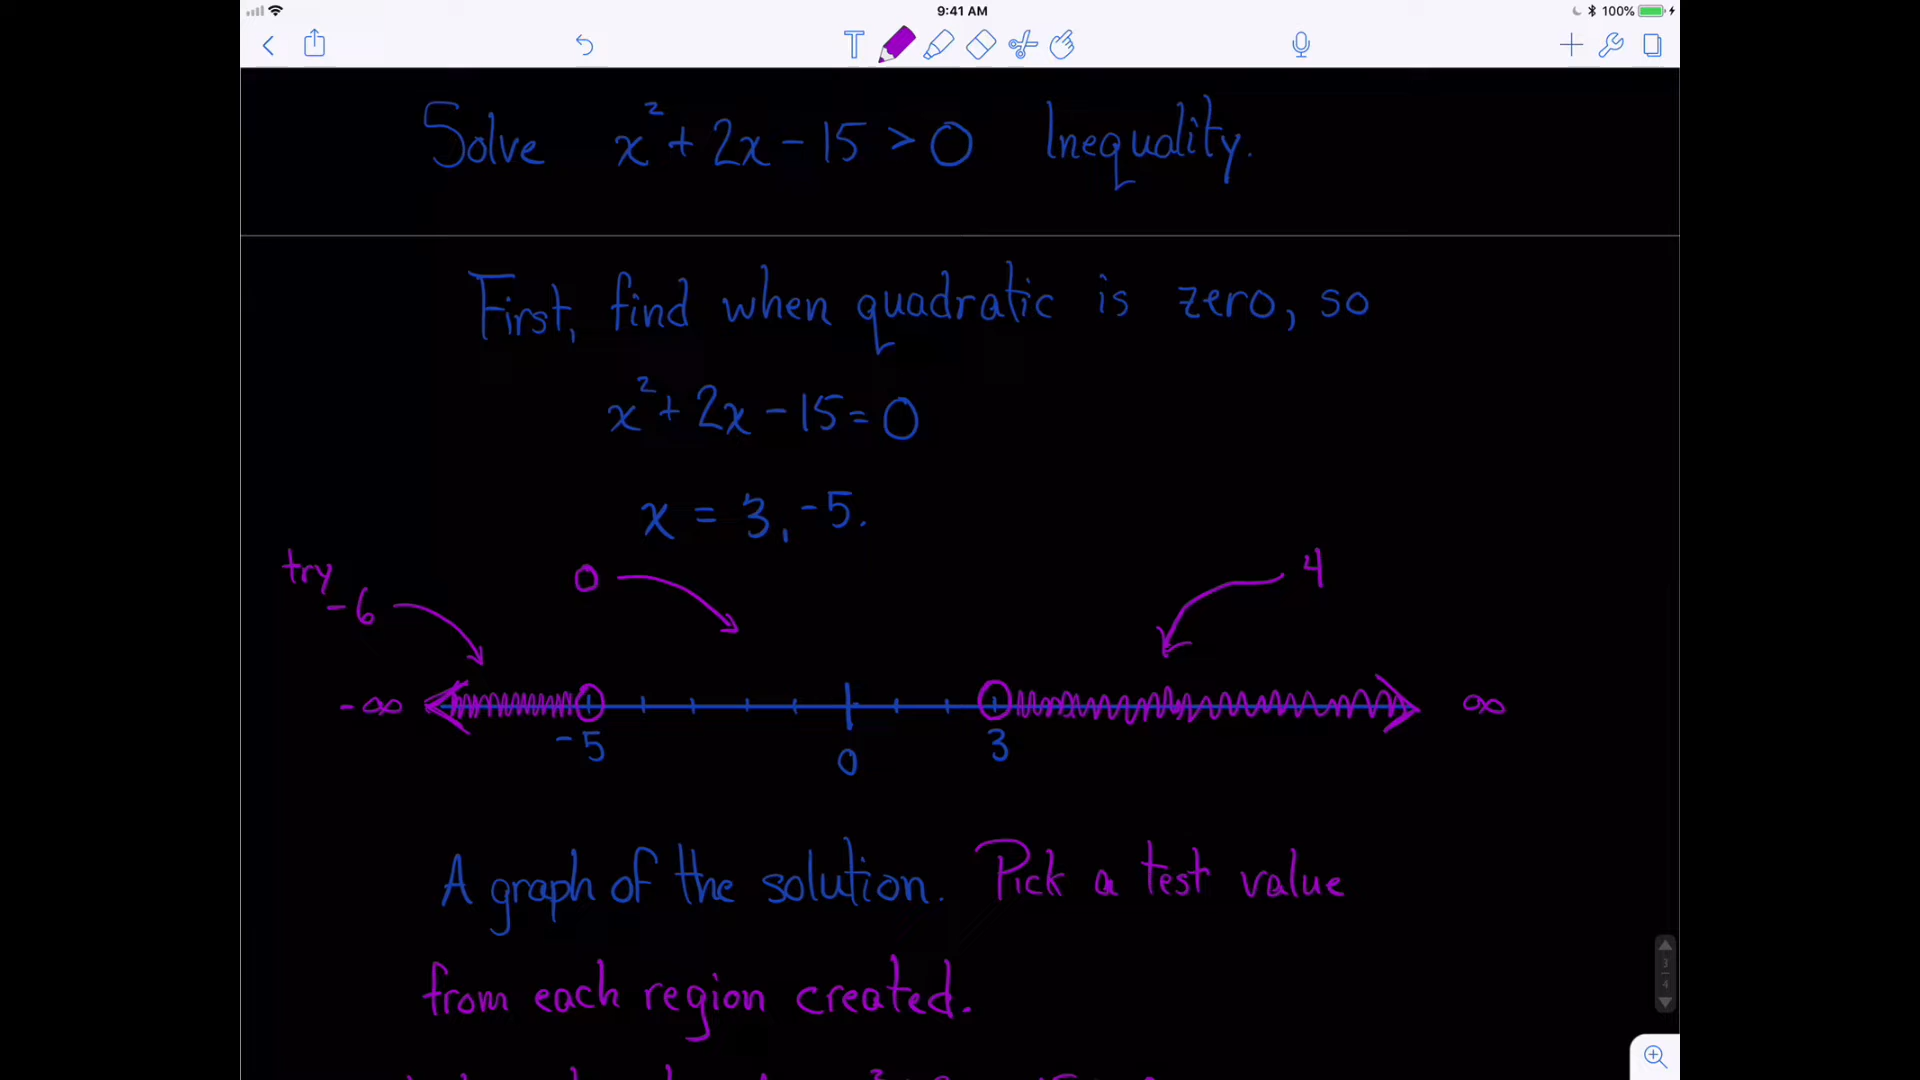 9:41 AM
100%
T
Solve x² + 2x - 15 > 0 Inequality.
First, find when quadratic is zero, so
x² + 2x - 15 = 0
x = 3, -5.
try
-6
0
4
-∞
∞
-5
0
3
A graph of the solution. Pick a test value
from each region created.
3
4